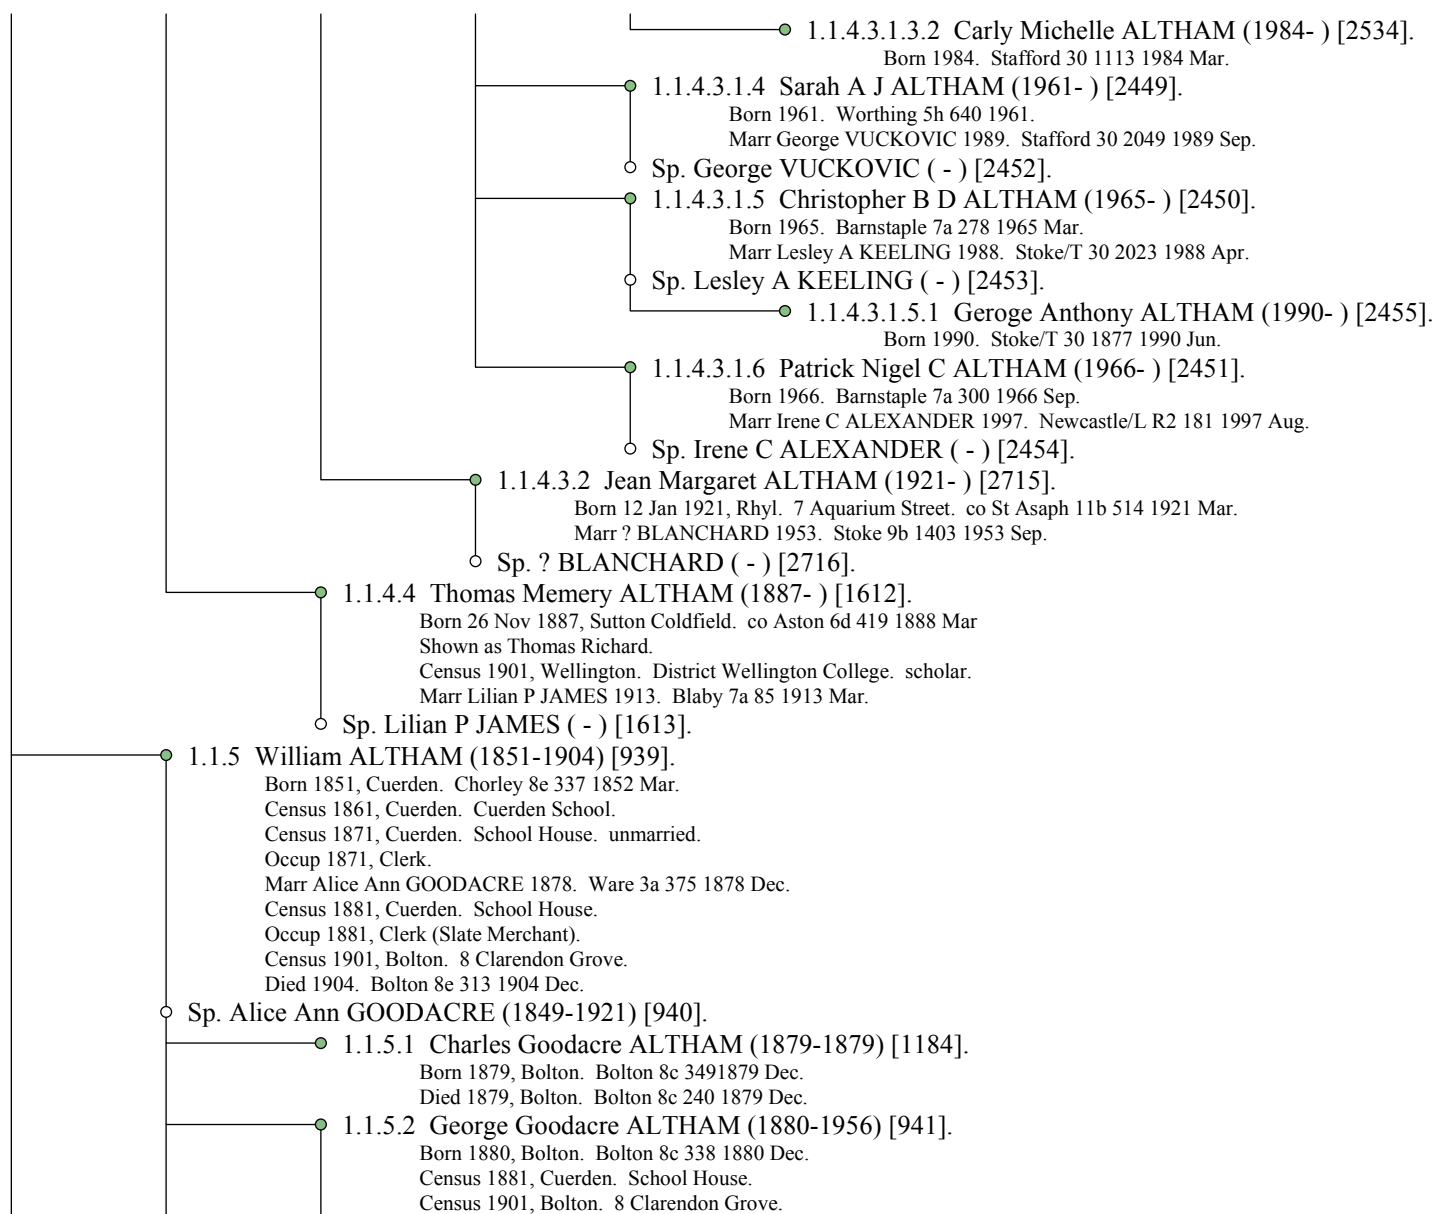 1.1.4.3.1.3.2 Carly Michelle ALTHAM (1984- ) [2534].
Born 1984. Stafford 30 1113 1984 Mar.
1.1.4.3.1.4 Sarah A J ALTHAM (1961- ) [2449].
Born 1961. Worthing 5h 640 1961.
Marr George VUCKOVIC 1989. Stafford 30 2049 1989 Sep.
Sp. George VUCKOVIC ( - ) [2452].
1.1.4.3.1.5 Christopher B D ALTHAM (1965- ) [2450].
Born 1965. Barnstaple 7a 278 1965 Mar.
Marr Lesley A KEELING 1988. Stoke/T 30 2023 1988 Apr.
Sp. Lesley A KEELING ( - ) [2453].
1.1.4.3.1.5.1 Geroge Anthony ALTHAM (1990- ) [2455].
Born 1990. Stoke/T 30 1877 1990 Jun.
1.1.4.3.1.6 Patrick Nigel C ALTHAM (1966- ) [2451].
Born 1966. Barnstaple 7a 300 1966 Sep.
Marr Irene C ALEXANDER 1997. Newcastle/L R2 181 1997 Aug.
Sp. Irene C ALEXANDER ( - ) [2454].
1.1.4.3.2 Jean Margaret ALTHAM (1921- ) [2715].
Born 12 Jan 1921, Rhyl. 7 Aquarium Street. co St Asaph 11b 514 1921 Mar.
Marr ? BLANCHARD 1953. Stoke 9b 1403 1953 Sep.
Sp. ? BLANCHARD ( - ) [2716].
1.1.4.4 Thomas Memery ALTHAM (1887- ) [1612].
Born 26 Nov 1887, Sutton Coldfield. co Aston 6d 419 1888 Mar
Shown as Thomas Richard.
Census 1901, Wellington. District Wellington College. scholar.
Marr Lilian P JAMES 1913. Blaby 7a 85 1913 Mar.
Sp. Lilian P JAMES ( - ) [1613].
1.1.5 William ALTHAM (1851-1904) [939].
Born 1851, Cuerden. Chorley 8e 337 1852 Mar.
Census 1861, Cuerden. Cuerden School.
Census 1871, Cuerden. School House. unmarried.
Occup 1871, Clerk.
Marr Alice Ann GOODACRE 1878. Ware 3a 375 1878 Dec.
Census 1881, Cuerden. School House.
Occup 1881, Clerk (Slate Merchant).
Census 1901, Bolton. 8 Clarendon Grove.
Died 1904. Bolton 8e 313 1904 Dec.
Sp. Alice Ann GOODACRE (1849-1921) [940].
1.1.5.1 Charles Goodacre ALTHAM (1879-1879) [1184].
Born 1879, Bolton. Bolton 8c 3491879 Dec.
Died 1879, Bolton. Bolton 8c 240 1879 Dec.
1.1.5.2 George Goodacre ALTHAM (1880-1956) [941].
Born 1880, Bolton. Bolton 8c 338 1880 Dec.
Census 1881, Cuerden. School House.
Census 1901, Bolton. 8 Clarendon Grove.